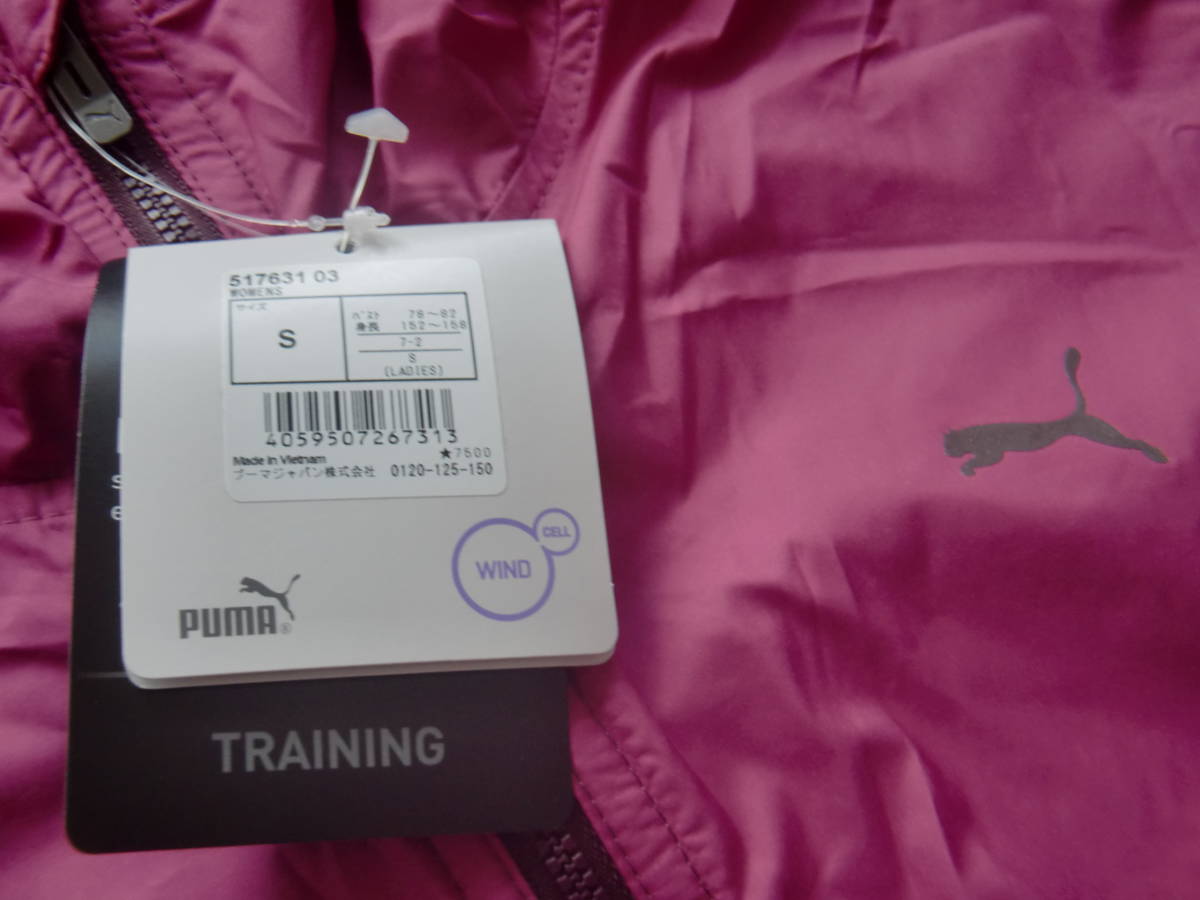 517631 03
WOMENS
サイズ
S
バスト 78～82
身長 152～158
7-2
S
(LADIES)
4059507267313
★7500
Made in Vietnam
プーマジャパン株式会社 0120-125-150
CELL
WIND
PUMA®
TRAINING